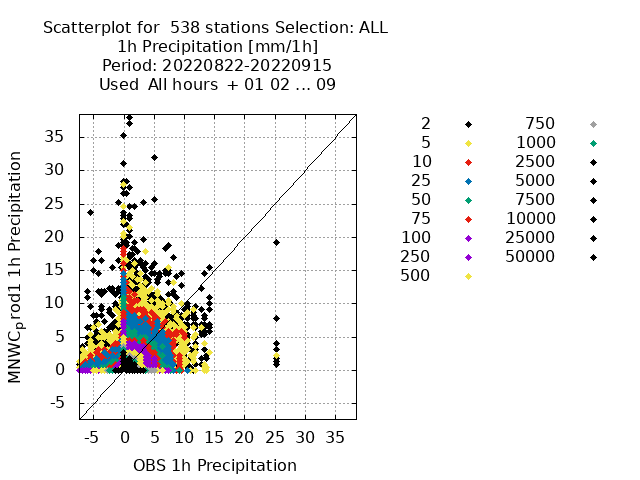 Scatterplot for  538 stations Selection: ALL
1h Precipitation [mm/1h]
Period: 20220822-20220915
Used  All hours  + 01 02 ... 09
MNWC_prod1 1h Precipitation
35
30
25
20
15
10
5
0
-5
-5 0 5 10 15 20 25 30 35
OBS 1h Precipitation
2 750
5 1000
10 2500
25 5000
50 7500
75 10000
100 25000
250 50000
500